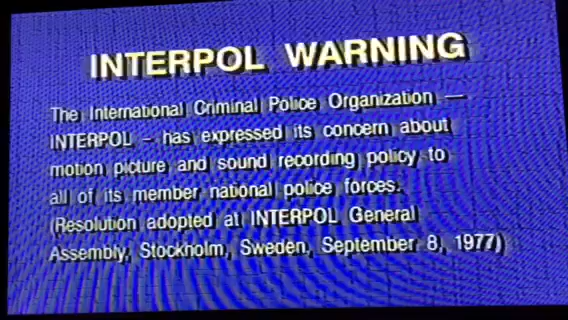 INTERPOL WARNING
The International Criminal Police Organization —
INTERPOL – has expressed its concern about
motion picture and sound recording policy to
all of its member national police forces.
(Resolution adopted at INTERPOL General
Assembly, Stockholm, Sweden, September 8, 1977)